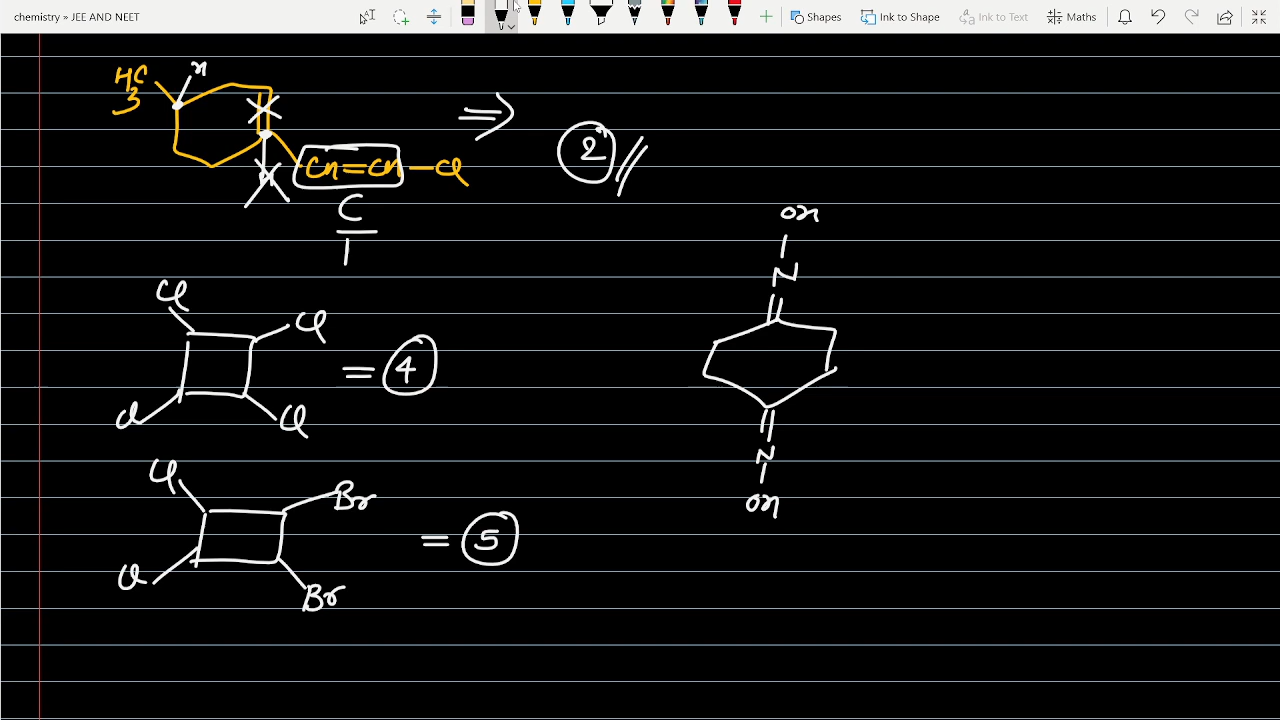 chemistry » JEE AND NEET
Shapes
Ink to Shape
Ink to Text
Maths
H3C
H
CH=CH-Cl
⇒ 2
C
Cl
Cl
= 4
Cl
Cl
Cl
Br
= 5
Cl
Br
OH
N
N
OH